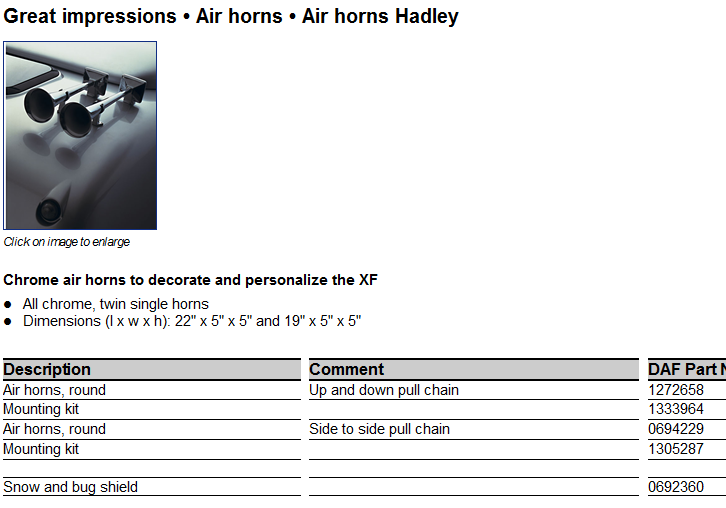 Great impressions • Air horns • Air horns Hadley
Click on image to enlarge
Chrome air horns to decorate and personalize the XF
● All chrome, twin single horns
● Dimensions (l x w x h): 22" x 5" x 5" and 19" x 5" x 5"
Description Comment DAF Part N
Air horns, round Up and down pull chain 1272658
Mounting kit 1333964
Air horns, round Side to side pull chain 0694229
Mounting kit 1305287
Snow and bug shield 0692360